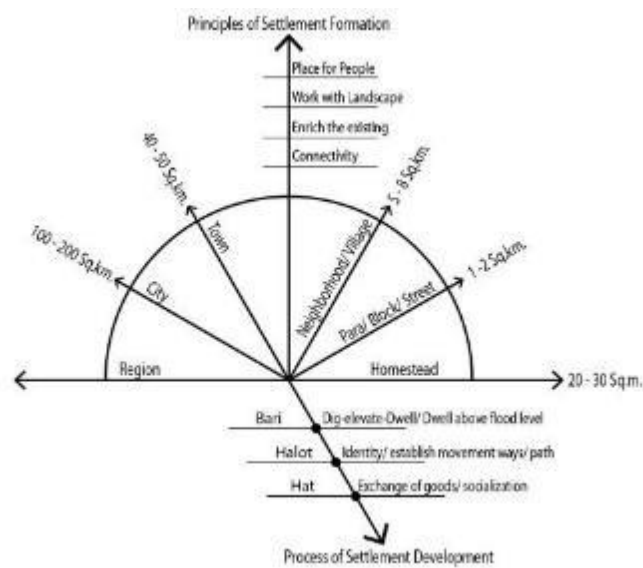 Principles of Settlement Formation
Place for People
Work with Landscape
Enrich the existing
Connectivity
40 - 50 Sq.km.
5 - 8 Sq.km.
100 - 200 Sq.km.
1 -2 Sq.km.
Town
Neighborhood/ Village
City
Para/ Block/ Street
Region
Homestead
20 - 30 Sq.m.
Bari
Dig-elevate-Dwell/ Dwell above flood level
Halot
Identity/ establish movement ways/ path
Hat
Exchange of goods/ socialization
Process of Settlement Development